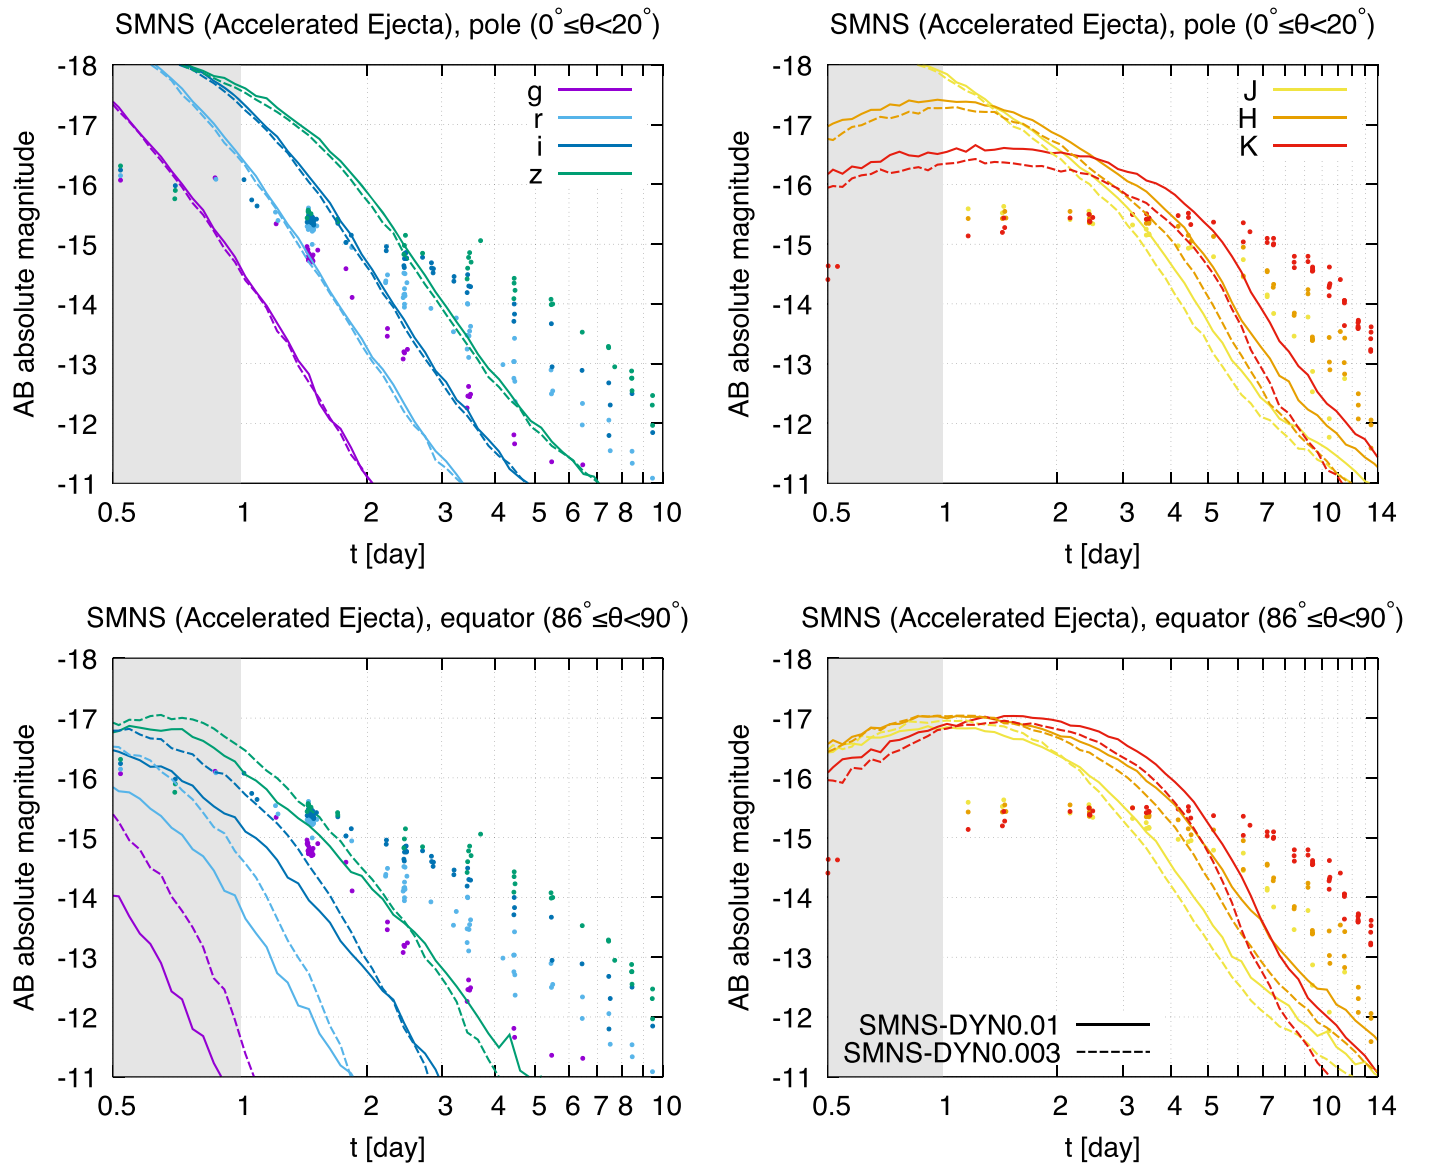 SMNS (Accelerated Ejecta), pole (0°≤θ<20°)
AB absolute magnitude
-18
-17
-16
-15
-14
-13
-12
-11
g
r
i
z
0.5 1 2 3 4 5 6 7 8 10
t [day]
SMNS (Accelerated Ejecta), pole (0°≤θ<20°)
AB absolute magnitude
-18
-17
-16
-15
-14
-13
-12
-11
J
H
K
0.5 1 2 3 4 5 7 10 14
t [day]
SMNS (Accelerated Ejecta), equator (86°≤θ<90°)
AB absolute magnitude
-18
-17
-16
-15
-14
-13
-12
-11
0.5 1 2 3 4 5 6 7 8 10
t [day]
SMNS (Accelerated Ejecta), equator (86°≤θ<90°)
AB absolute magnitude
-18
-17
-16
-15
-14
-13
-12
-11
SMNS-DYN0.01
SMNS-DYN0.003
0.5 1 2 3 4 5 7 10 14
t [day]